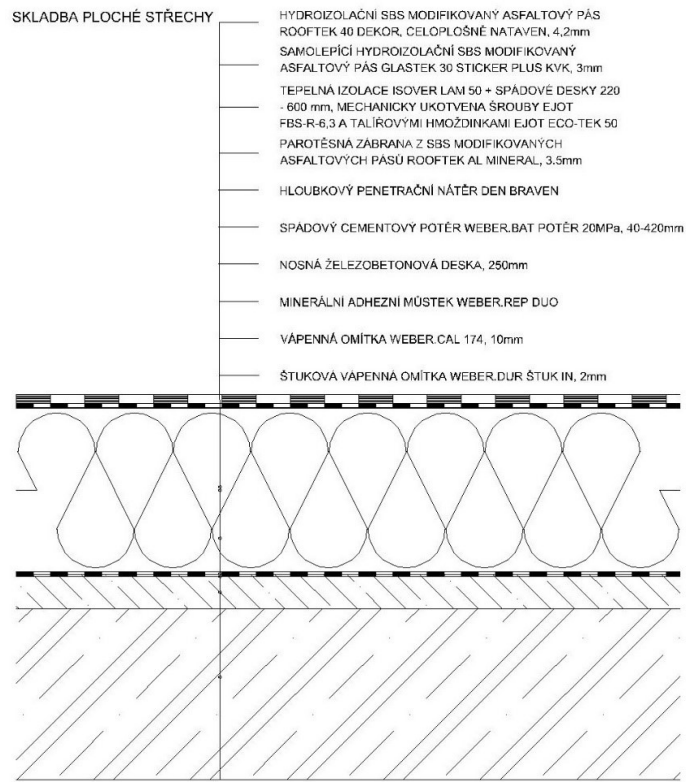 SKLADBA PLOCHÉ STŘECHY
HYDROIZOLAČNÍ SBS MODIFIKOVANÝ ASFALTOVÝ PÁS
ROOFTEK 40 DEKOR, CELOPLOŠNĚ NATAVEN, 4,2mm
SAMOLEPÍCÍ HYDROIZOLAČNÍ SBS MODIFIKOVANÝ
ASFALTOVÝ PÁS GLASTEK 30 STICKER PLUS KVK, 3mm
TEPELNÁ IZOLACE ISOVER LAM 50 + SPÁDOVÉ DESKY 220
- 600 mm, MECHANICKY UKOTVENA ŠROUBY EJOT
FBS-R-6,3 A TALÍŘOVÝMI HMOŽDINKAMI EJOT ECO-TEK 50
PAROTĚSNÁ ZÁBRANA Z SBS MODIFIKOVANÝCH
ASFALTOVÝCH PÁSŮ ROOFTEK AL MINERAL, 3.5mm
HLOUBKOVÝ PENETRAČNÍ NÁTĚR DEN BRAVEN
SPÁDOVÝ CEMENTOVÝ POTĚR WEBER.BAT POTĚR 20MPa, 40-420mm
NOSNÁ ŽELEZOBETONOVÁ DESKA, 250mm
MINERÁLNÍ ADHEZNÍ MŮSTEK WEBER.REP DUO
VÁPENNÁ OMÍTKA WEBER.CAL 174, 10mm
ŠTUKOVÁ VÁPENNÁ OMÍTKA WEBER.DUR ŠTUK IN, 2mm